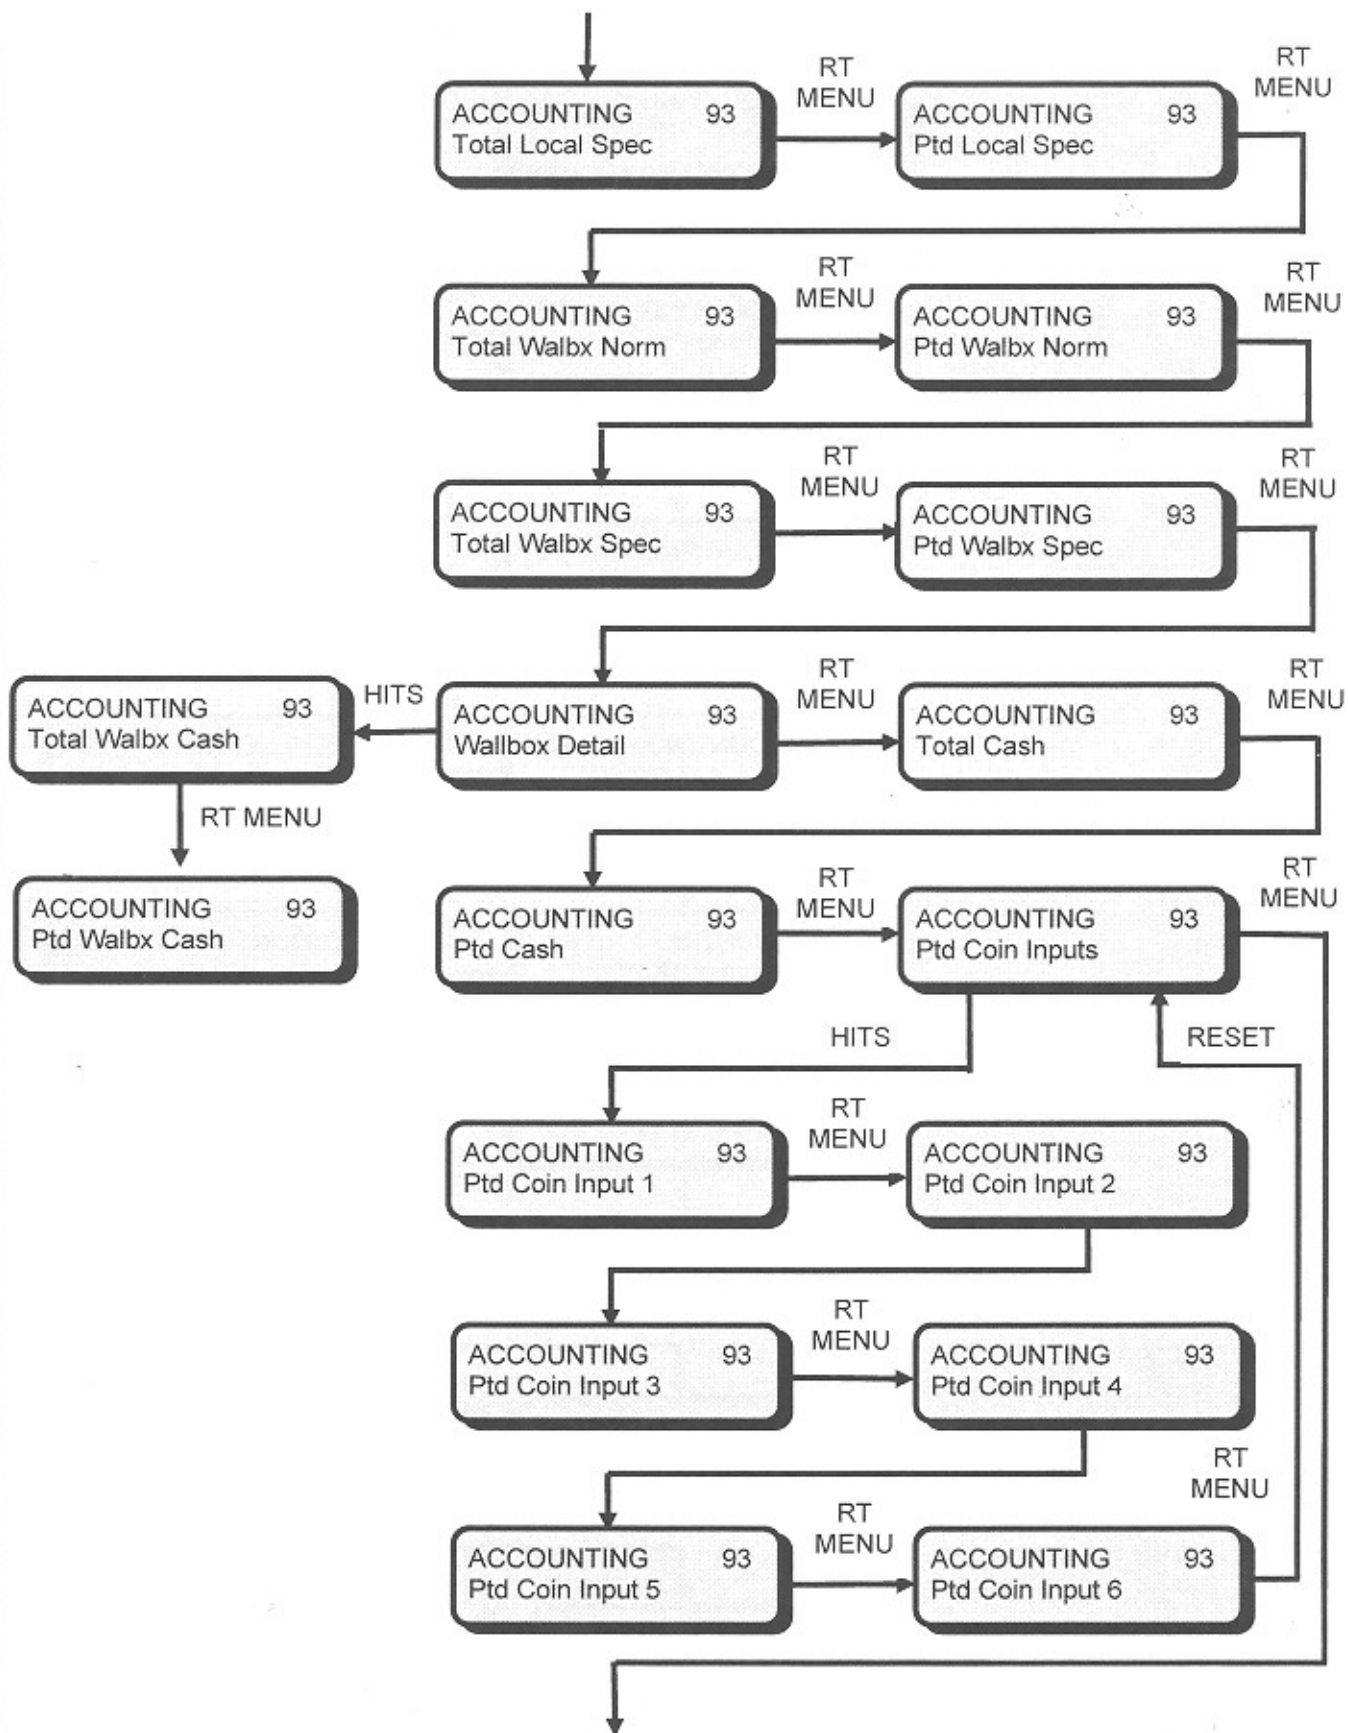 RT
MENU
RT
MENU
ACCOUNTING 93
Total Local Spec
ACCOUNTING 93
Ptd Local Spec
RT
MENU
RT
MENU
ACCOUNTING 93
Total Walbx Norm
ACCOUNTING 93
Ptd Walbx Norm
RT
MENU
RT
MENU
ACCOUNTING 93
Total Walbx Spec
ACCOUNTING 93
Ptd Walbx Spec
RT
MENU
RT
MENU
ACCOUNTING 93
Total Walbx Cash
HITS
ACCOUNTING 93
Wallbox Detail
ACCOUNTING 93
Total Cash
RT MENU
RT
MENU
RT
MENU
ACCOUNTING 93
Ptd Walbx Cash
ACCOUNTING 93
Ptd Cash
ACCOUNTING 93
Ptd Coin Inputs
HITS
RESET
RT
MENU
ACCOUNTING 93
Ptd Coin Input 1
ACCOUNTING 93
Ptd Coin Input 2
RT
MENU
ACCOUNTING 93
Ptd Coin Input 3
ACCOUNTING 93
Ptd Coin Input 4
RT
MENU
RT
MENU
ACCOUNTING 93
Ptd Coin Input 5
ACCOUNTING 93
Ptd Coin Input 6